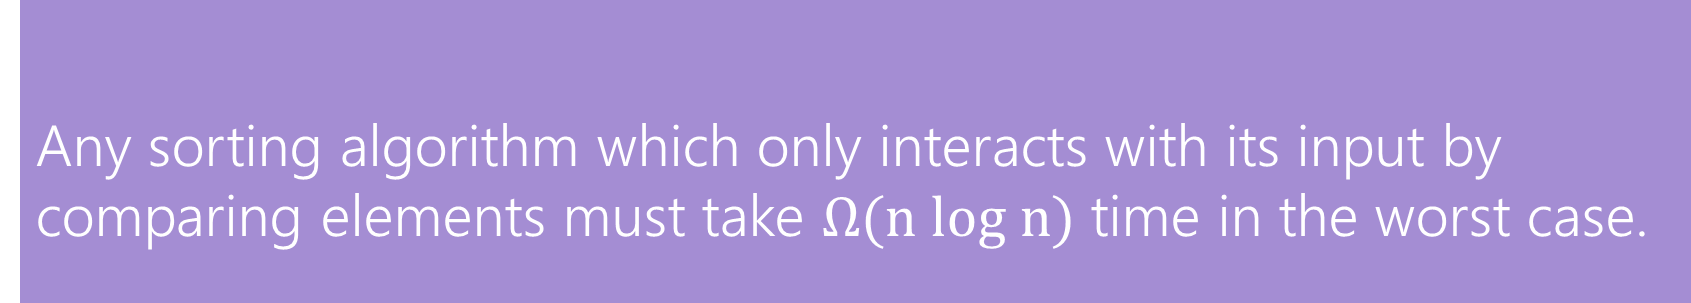 Any sorting algorithm which only interacts with its input by
comparing elements must take Ω(n log n) time in the worst case.